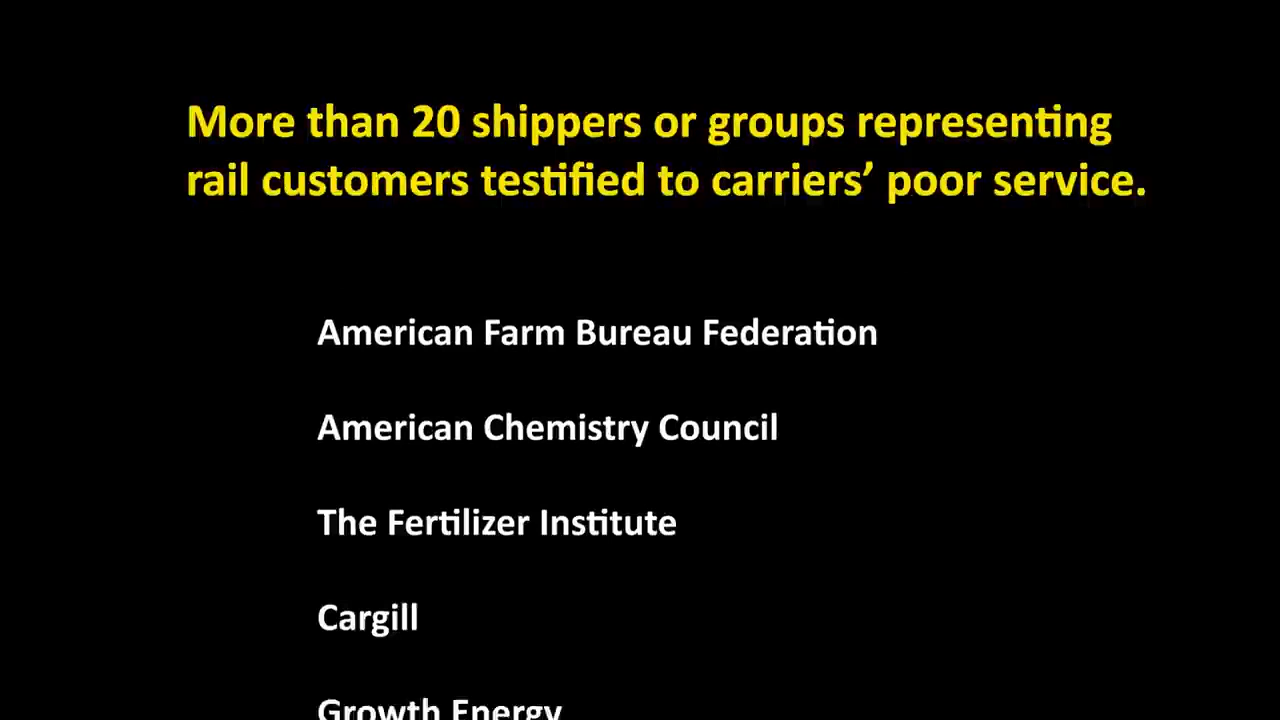 More than 20 shippers or groups representing
rail customers testified to carriers’ poor service.
American Farm Bureau Federation
American Chemistry Council
The Fertilizer Institute
Cargill
Growth Energy